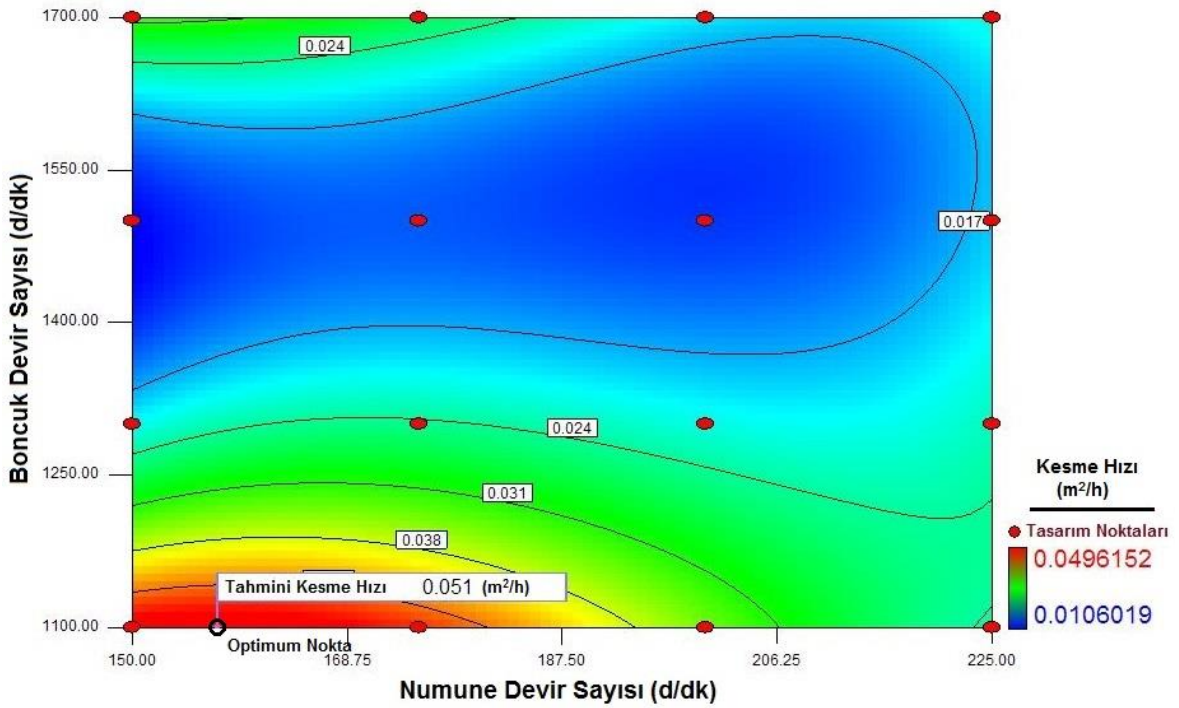 1700.00
0.024
1550.00
0.017
1400.00
0.024
1250.00
0.031
0.038
Tahmini Kesme Hızı 0.051 (m²/h)
1100.00
Optimum Nokta
150.00 168.75 187.50 206.25 225.00
Boncuk Devir Sayısı (d/dk)
Numune Devir Sayısı (d/dk)
Kesme Hızı
(m²/h)
Tasarım Noktaları
0.0496152
0.0106019